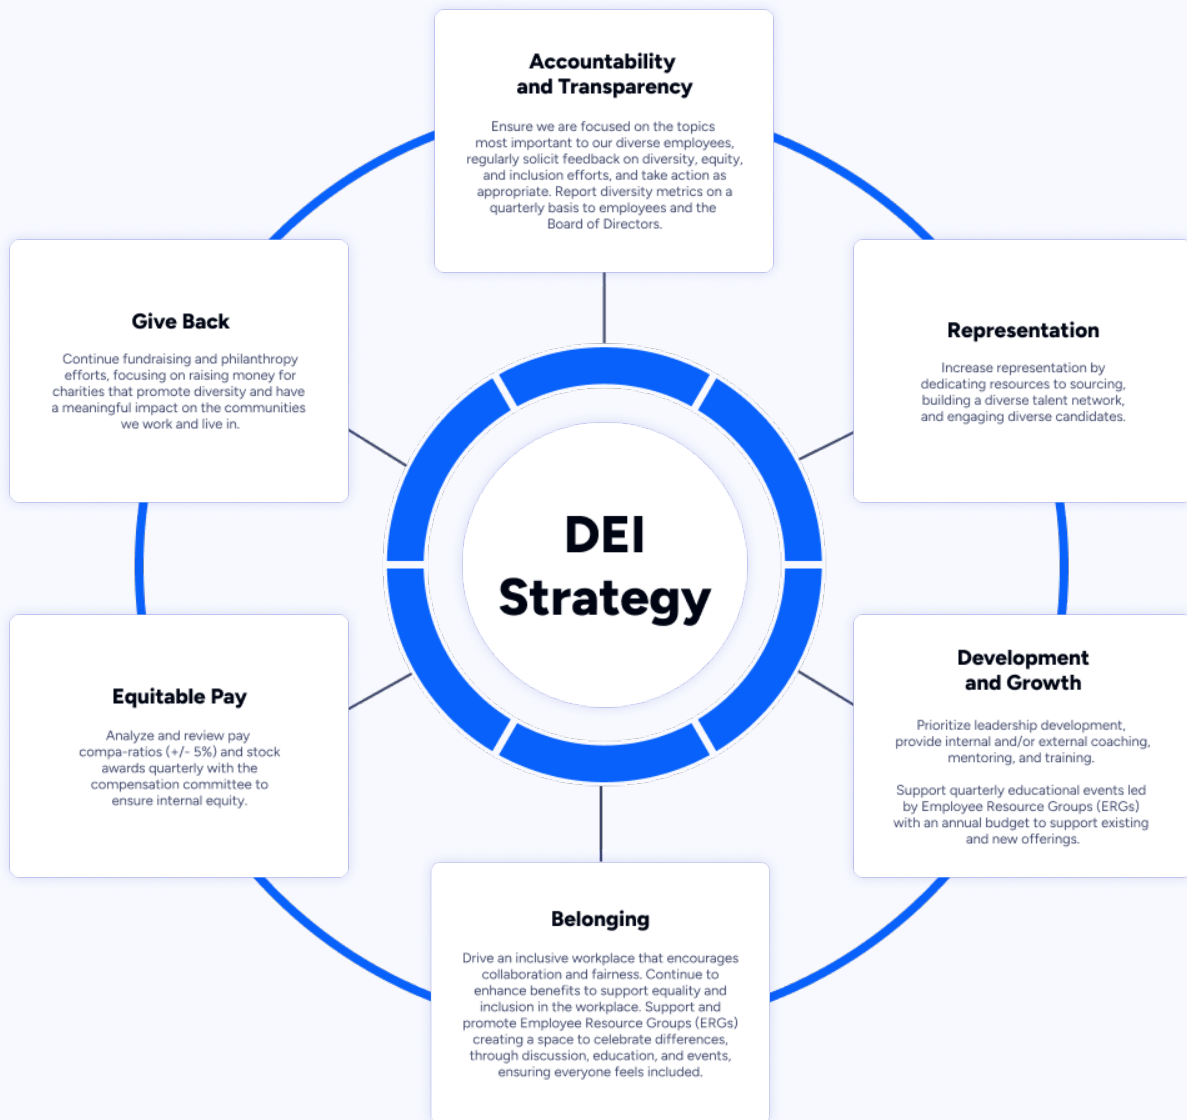 Accountability
and Transparency
Ensure we are focused on the topics
most important to our diverse employees,
regularly solicit feedback on diversity, equity,
and inclusion efforts, and take action as
appropriate. Report diversity metrics on a
quarterly basis to employees and the
Board of Directors.
Give Back
Continue fundraising and philanthropy
efforts, focusing on raising money for
charities that promote diversity and have
a meaningful impact on the communities
we work and live in.
Representation
Increase representation by
dedicating resources to sourcing,
building a diverse talent network,
and engaging diverse candidates.
DEI
Strategy
Equitable Pay
Analyze and review pay
compa-ratios (+/- 5%) and stock
awards quarterly with the
compensation committee to
ensure internal equity.
Development
and Growth
Prioritize leadership development,
provide internal and/or external coaching,
mentoring, and training.
Support quarterly educational events led
by Employee Resource Groups (ERGs)
with an annual budget to support existing
and new offerings.
Belonging
Drive an inclusive workplace that encourages
collaboration and fairness. Continue to
enhance benefits to support equality and
inclusion in the workplace. Support and
promote Employee Resource Groups (ERGs)
creating a space to celebrate differences,
through discussion, education, and events,
ensuring everyone feels included.